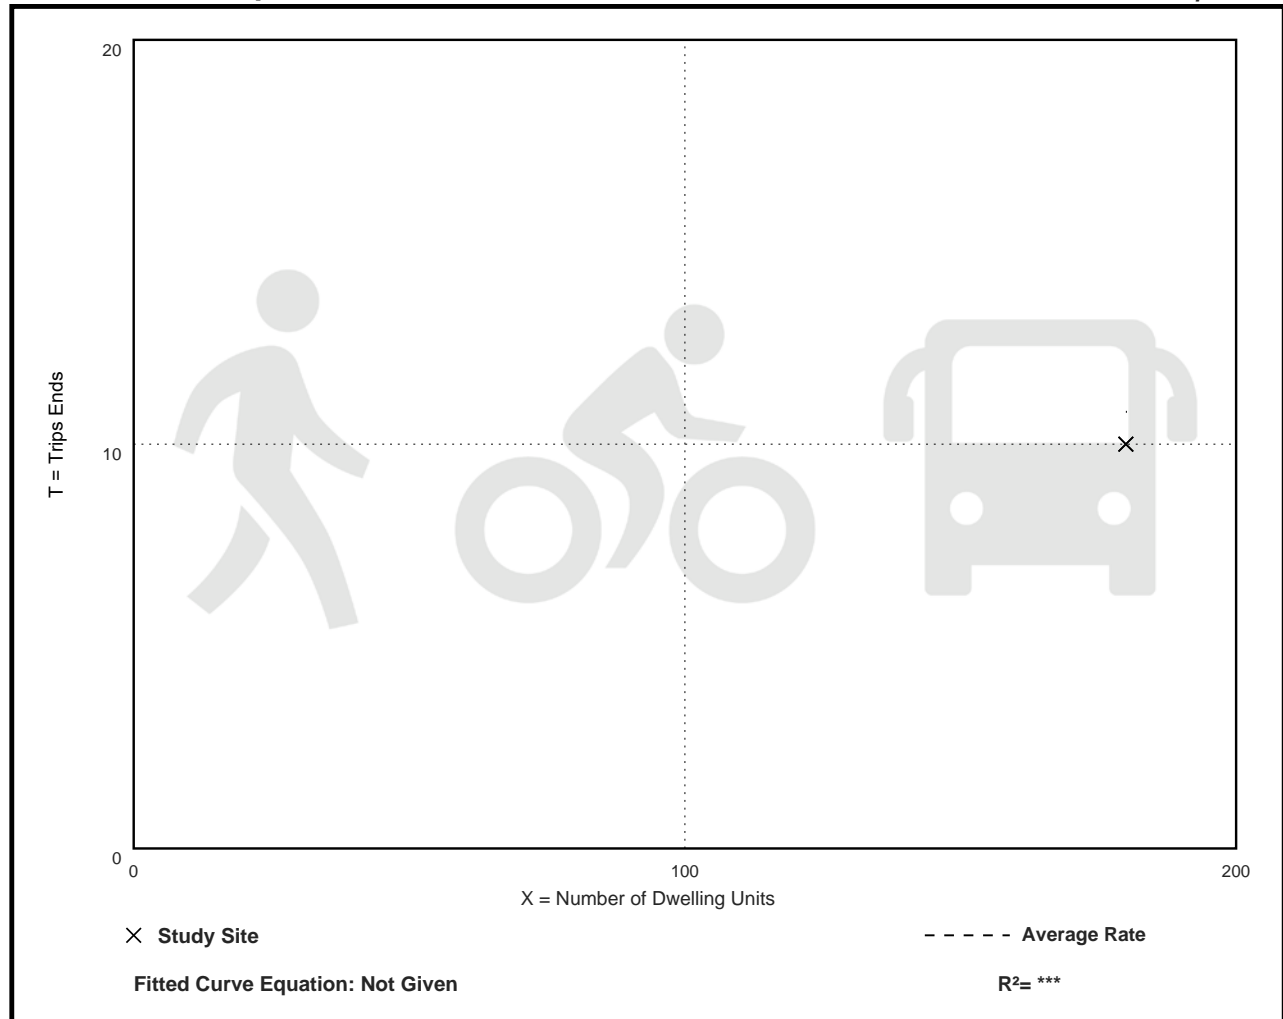 20
10
0
T = Trips Ends
0 100 200
X = Number of Dwelling Units
Study Site
Average Rate
Fitted Curve Equation: Not Given
R²= ***